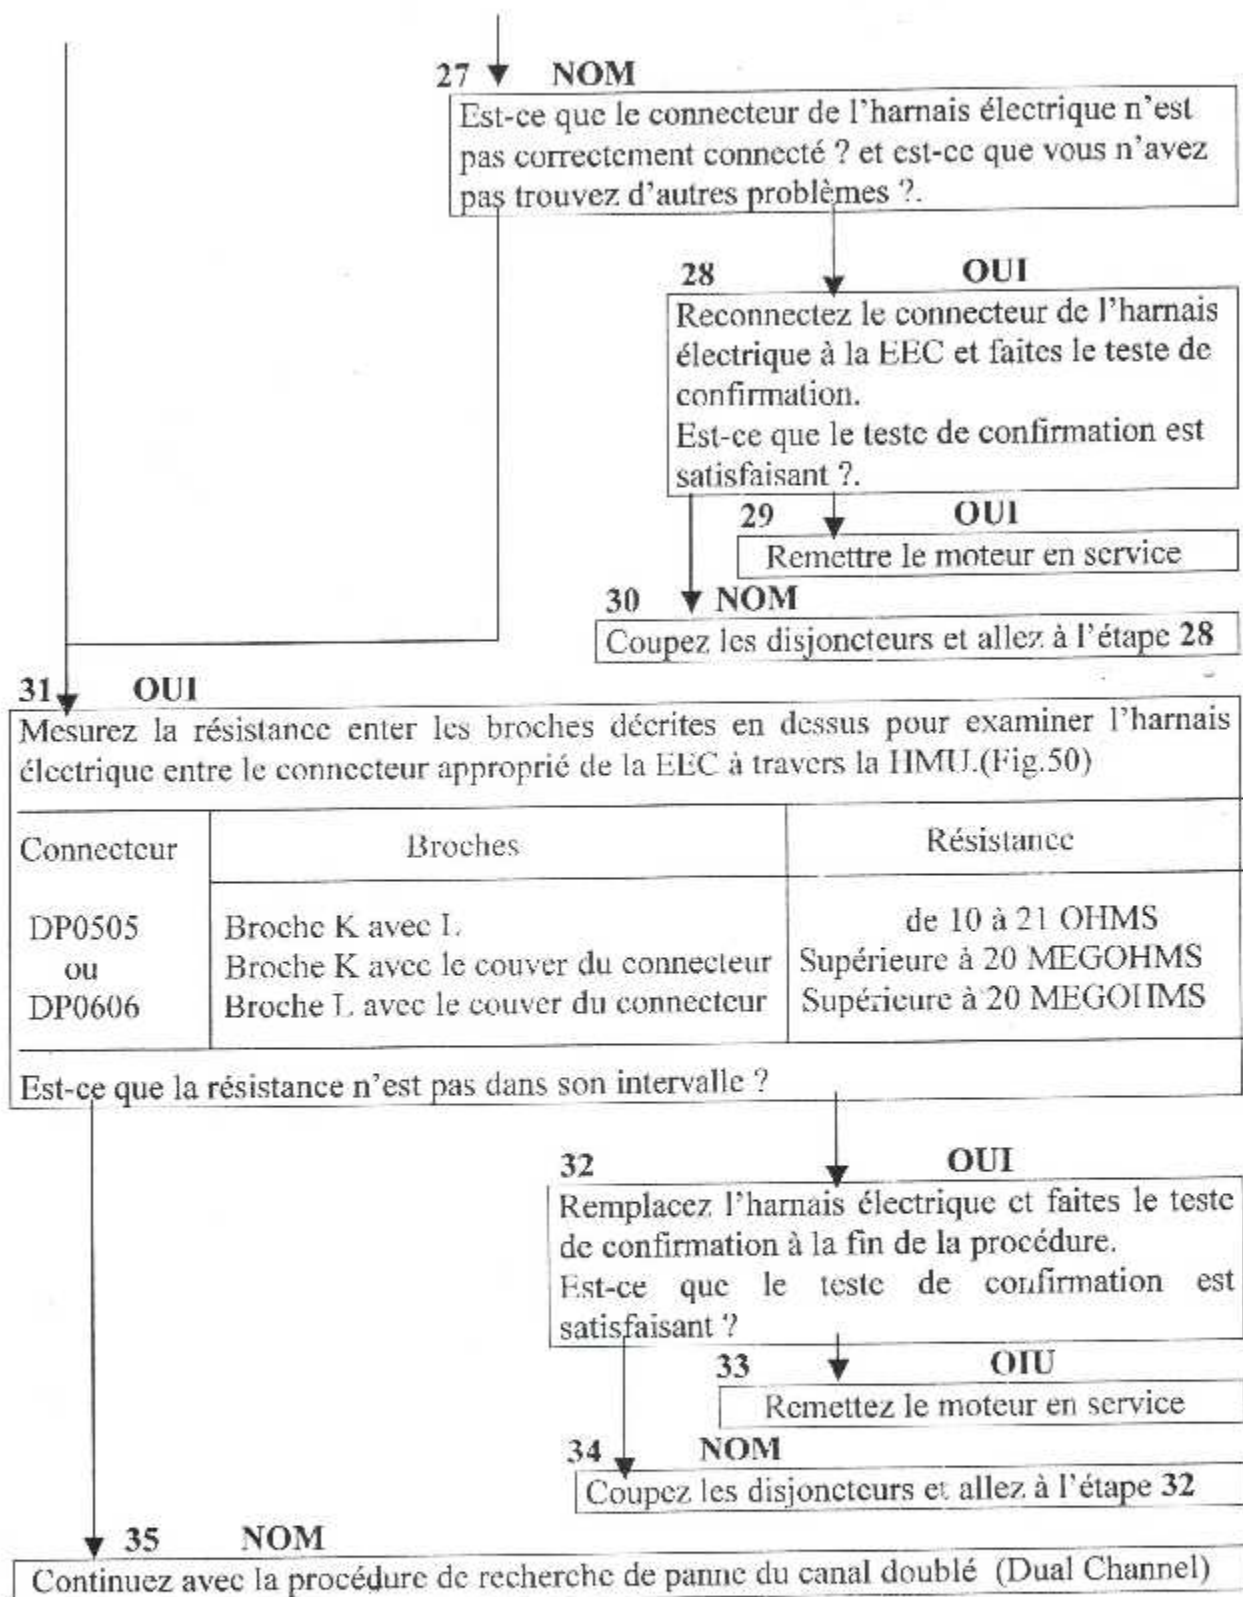 27 NOM
Est-ce que le connecteur de l'harnais électrique n'est
pas correctement connecté ? et est-ce que vous n'avez
pas trouvez d'autres problèmes ?.
28 OUI
Reconnectez le connecteur de l'harnais
électrique à la EEC et faites le teste de
confirmation.
Est-ce que le teste de confirmation est
satisfaisant ?.
29 OUI
Remettre le moteur en service
30 NOM
Coupez les disjoncteurs et allez à l'étape 28
31 OUI
Mesurez la résistance enter les broches décrites en dessus pour examiner l'harnais
électrique entre le connecteur approprié de la EEC à travers la HMU.(Fig.50)
Connecteur Broches Résistance
DP0505 Broche K avec L de 10 à 21 OHMS
ou Broche K avec le couver du connecteur Supérieure à 20 MEGOHMS
DP0606 Broche L avec le couver du connecteur Supérieure à 20 MEGOHMS
Est-ce que la résistance n'est pas dans son intervalle ?
32 OUI
Remplacez l'harnais électrique et faites le teste
de confirmation à la fin de la procédure.
Est-ce que le teste de confirmation est
satisfaisant ?
33 OIU
Remettez le moteur en service
34 NOM
Coupez les disjoncteurs et allez à l'étape 32
35 NOM
Continuez avec la procédure de recherche de panne du canal doublé (Dual Channel)